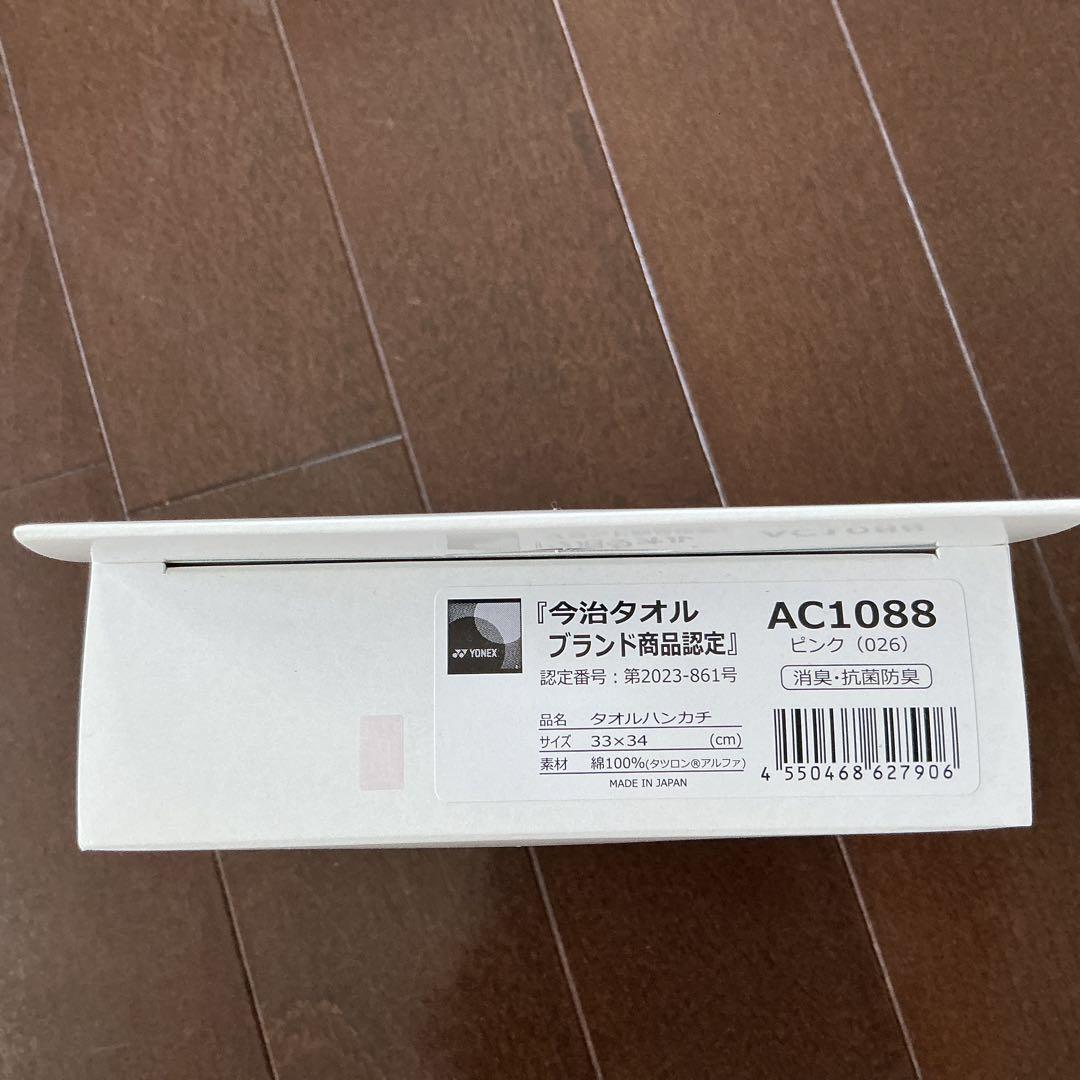 『今治タオル
ブランド商品認定』
認定番号：第2023-861号
YONEX
AC1088
ピンク（026）
消臭・抗菌防臭
品名 タオルハンカチ
サイズ 33×34 (cm)
素材 綿100%(タツロン®アルファ)
MADE IN JAPAN
4 550468 627906